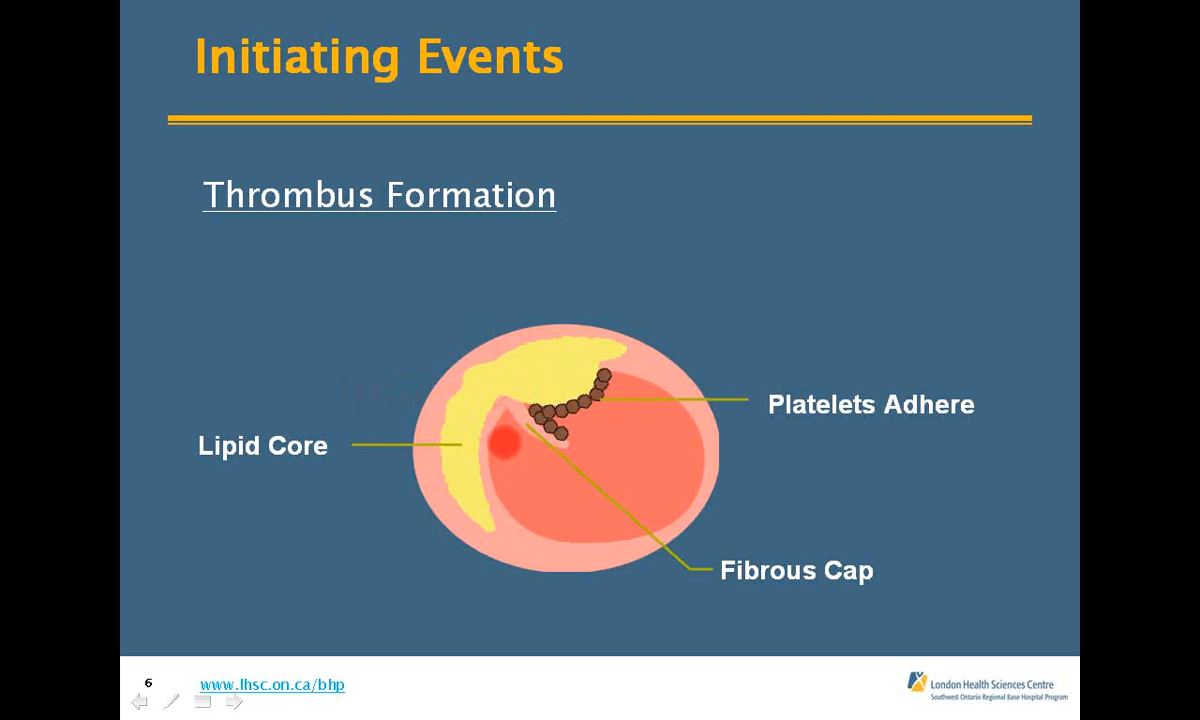 Initiating Events
Thrombus Formation
Platelets Adhere
Lipid Core
Fibrous Cap
6
www.lhsc.on.ca/bhp
London Health Sciences Centre
Southwest Ontario Regional Base Hospital Program